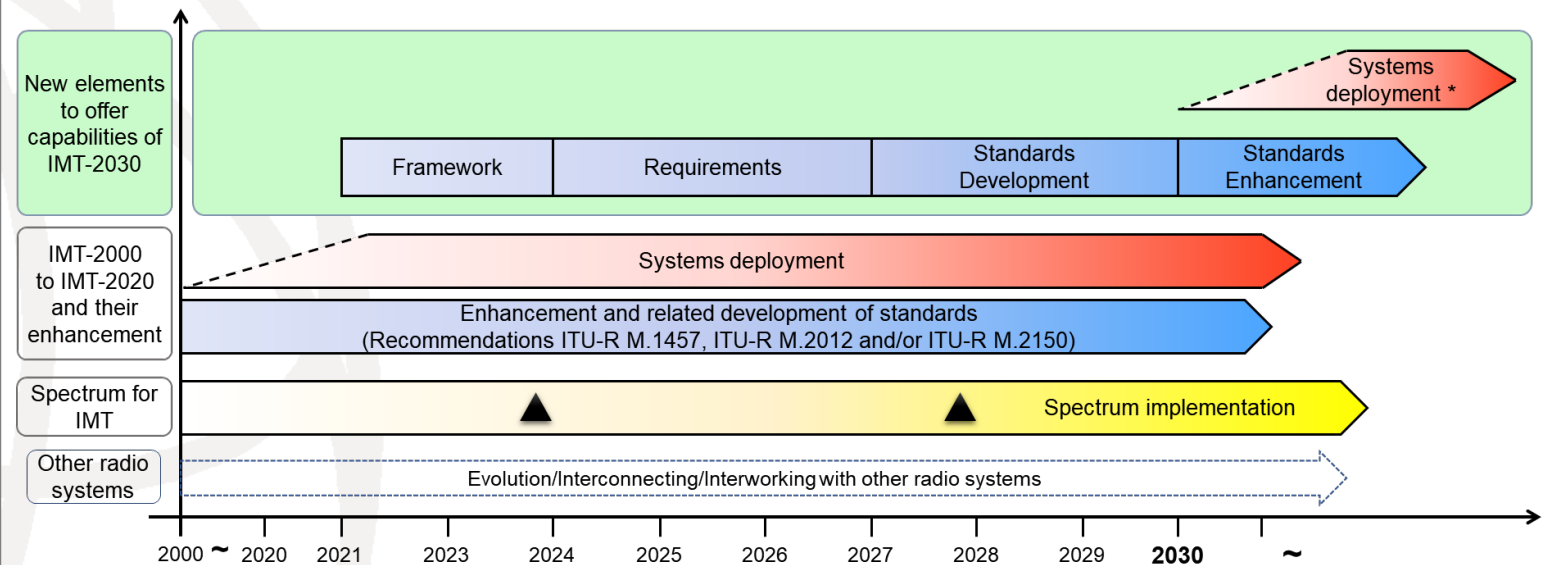 New elements
to offer
capabilities of
IMT-2030
Systems
deployment *
Framework
Requirements
Standards
Development
Standards
Enhancement
IMT-2000
to IMT-2020
and their
enhancement
Systems deployment
Enhancement and related development of standards
(Recommendations ITU-R M.1457, ITU-R M.2012 and/or ITU-R M.2150)
Spectrum for
IMT
Spectrum implementation
Other radio
systems
Evolution/Interconnecting/Interworking with other radio systems
2000 ~ 2020 2021 2023 2024 2025 2026 2027 2028 2029 2030 ~